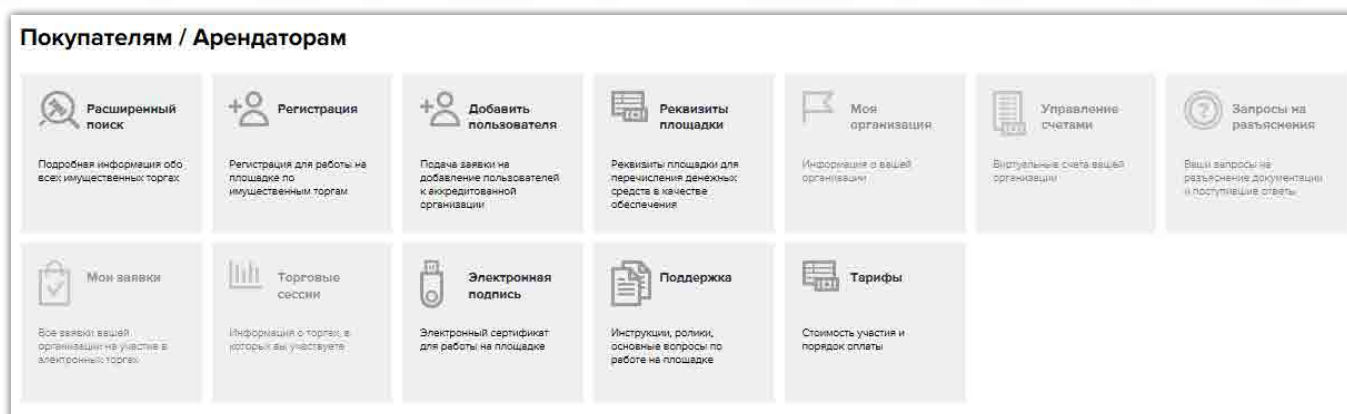 Покупателям / Арендаторам
Расширенный
поиск
Подробная информация обо
всех имущественных торгах
Регистрация
Регистрация для работы на
площадке по
имущественным торгам
Добавить
пользователя
Подача заявки на
добавление пользователей
к аккредитованной
организации
Реквизиты
площадки
Реквизиты площадки для
перечисления денежных
средств в качестве
обеспечения
Моя
организация
Информация о вашей
организации
Управление
счетами
Виртуальные счета вашей
организации
Запросы на
разъяснения
Ваши запросы на
разъяснение документации
и поступившие ответы
Мои заявки
Все заявки вашей
организации на участие в
электронных торгах
Торговые
сессии
Информация о торгах, в
которых вы участвуете
Электронная
подпись
Электронный сертификат
для работы на площадке
Поддержка
Инструкции, ролики,
основные вопросы по
работе на площадке
Тарифы
Стоимость участия и
порядок оплаты